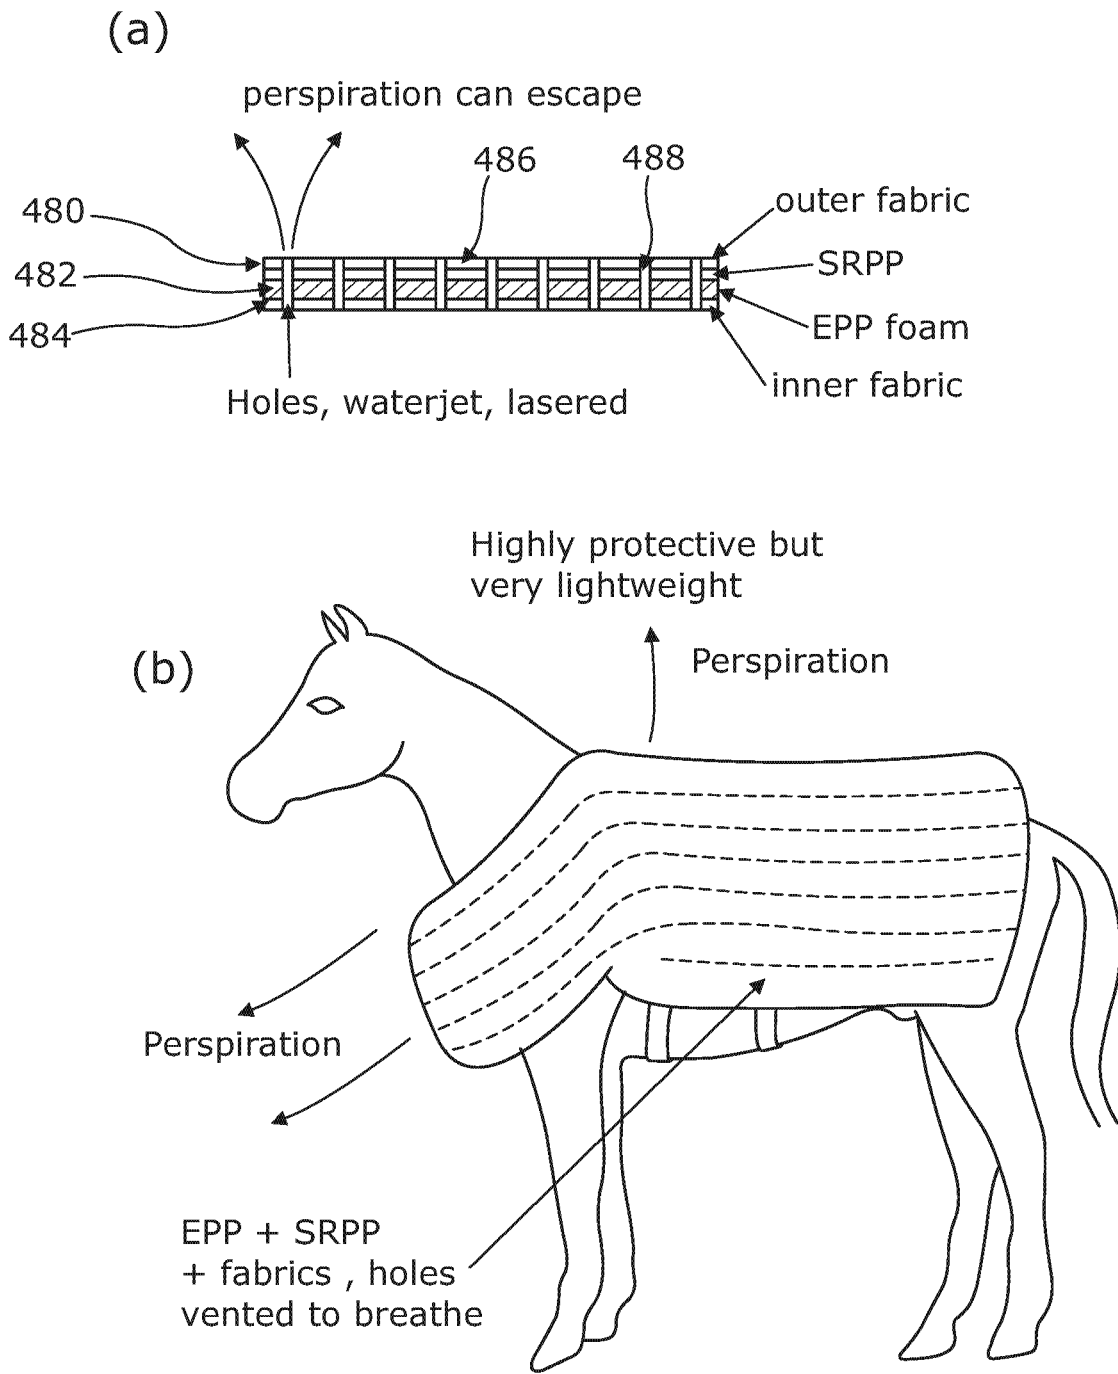 (a)
perspiration can escape
486
488
480
outer fabric
482
SRPP
484
EPP foam
inner fabric
Holes, waterjet, lasered
Highly protective but
very lightweight
(b)
Perspiration
Perspiration
EPP + SRPP
+ fabrics , holes
vented to breathe